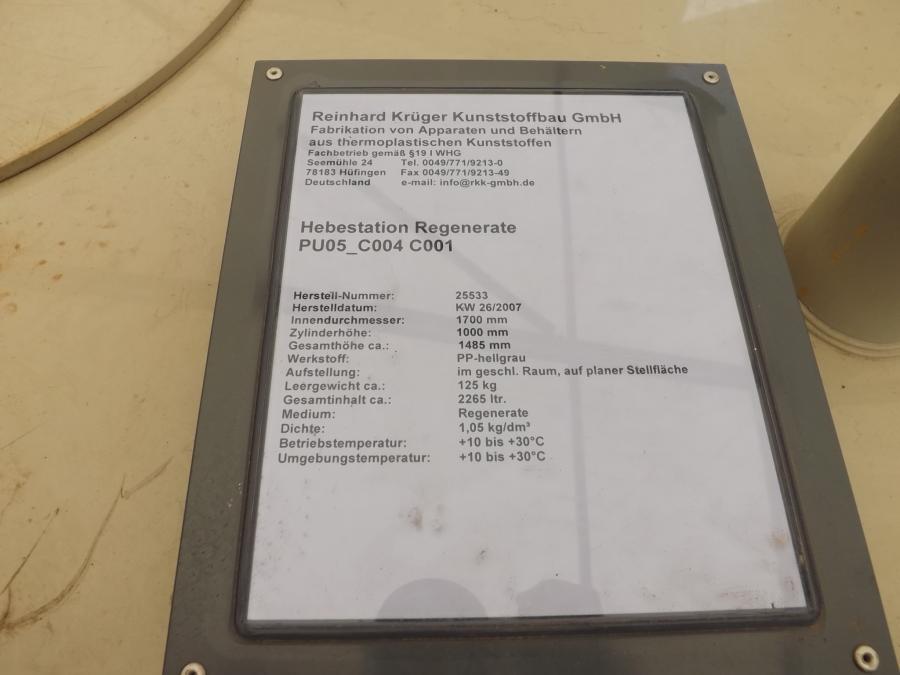 Reinhard Krüger Kunststoffbau GmbH
Fabrikation von Apparaten und Behältern
aus thermoplastischen Kunststoffen
Fachbetrieb gemäß §19 l WHG
Seemühle 24 Tel. 0049/771/9213-0
78183 Hüfingen Fax 0049/771/9213-49
Deutschland e-mail: info@rkk-gmbh.de
Hebestation Regenerate
PU05_C004 C001
Herstell-Nummer: 25533
Herstelldatum: KW 26/2007
Innendurchmesser: 1700 mm
Zylinderhöhe: 1000 mm
Gesamthöhe ca.: 1485 mm
Werkstoff: PP-hellgrau
Aufstellung: im geschl. Raum, auf planer Stellfläche
Leergewicht ca.: 125 kg
Gesamtinhalt ca.: 2265 ltr.
Medium: Regenerate
Dichte: 1,05 kg/dm³
Betriebstemperatur: +10 bis +30°C
Umgebungstemperatur: +10 bis +30°C